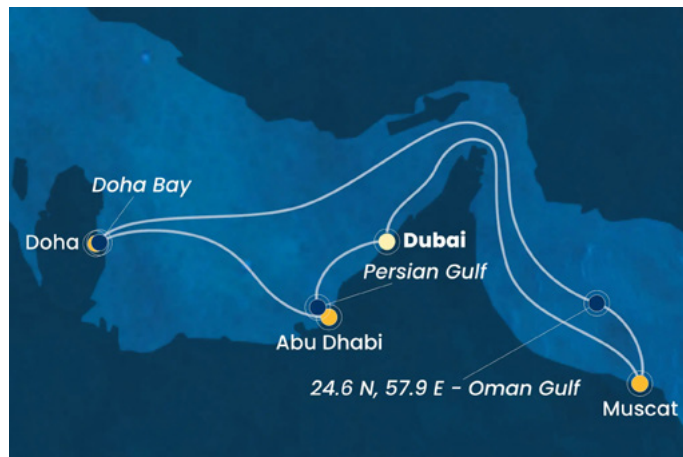 Doha Bay
Doha
Dubai
Persian Gulf
Abu Dhabi
24.6 N, 57.9 E - Oman Gulf
Muscat